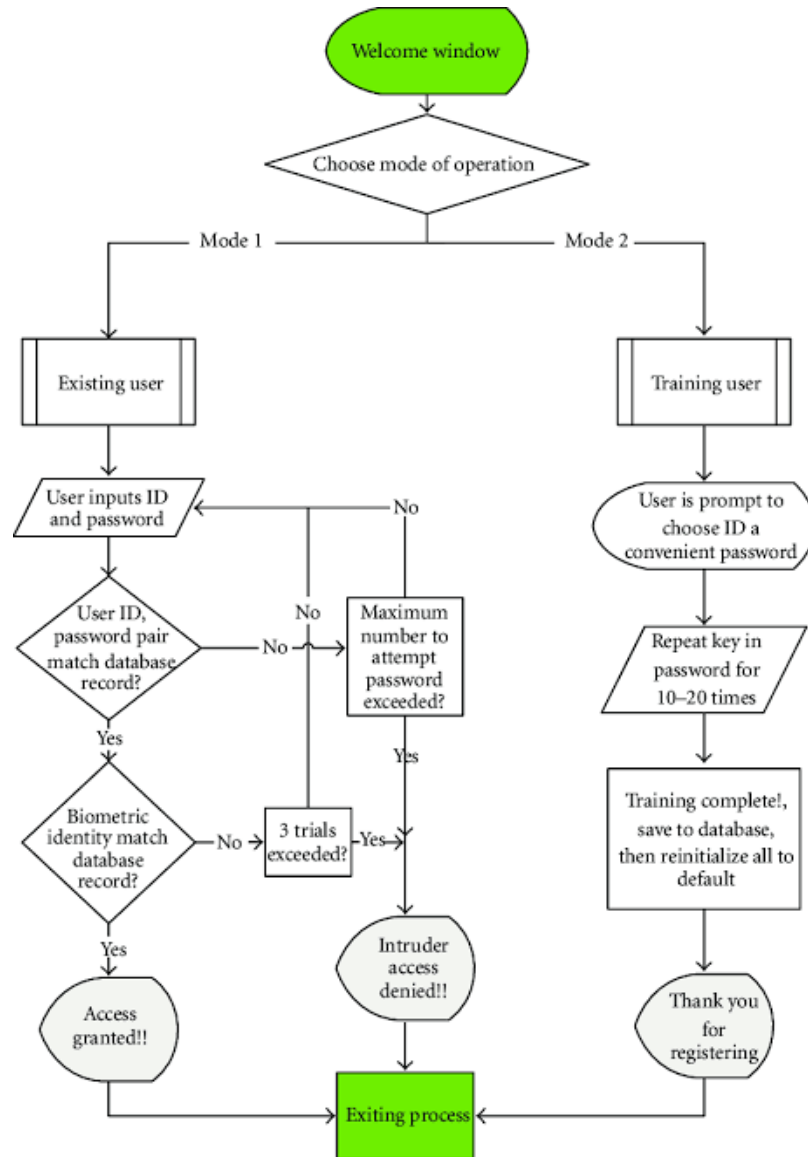 Welcome window
Choose mode of operation
Mode 1
Mode 2
Existing user
Training user
User inputs ID
and password
No
User is prompt to
choose ID a
convenient password
User ID,
password pair
match database
record?
No
No
Maximum
number to
attempt
password
exceeded?
Repeat key in
password for
10–20 times
Yes
Yes
Biometric
identity match
database
record?
No
3 trials
exceeded?
Yes
Training complete!,
save to database,
then reinitialize all to
default
Yes
Intruder
access
denied!!
Access
granted!!
Thank you
for
registering
Exiting process